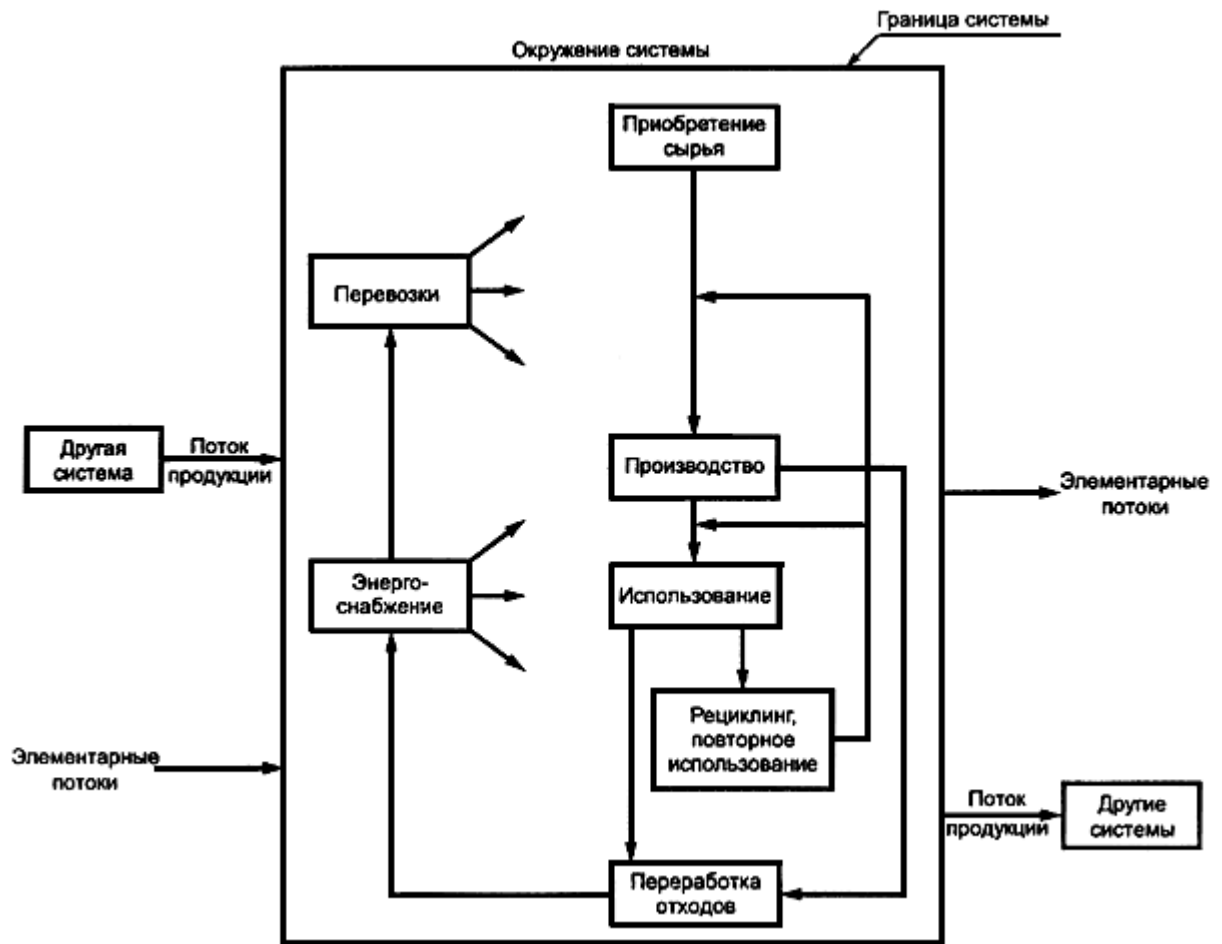 Граница системы
Окружение системы
Приобретение
сырья
Перевозки
Другая
система
Поток
продукции
Производство
Элементарные
потоки
Энерго-
снабжение
Использование
Рециклинг,
повторное
использование
Элементарные
потоки
Поток
продукции
Другие
системы
Переработка
отходов